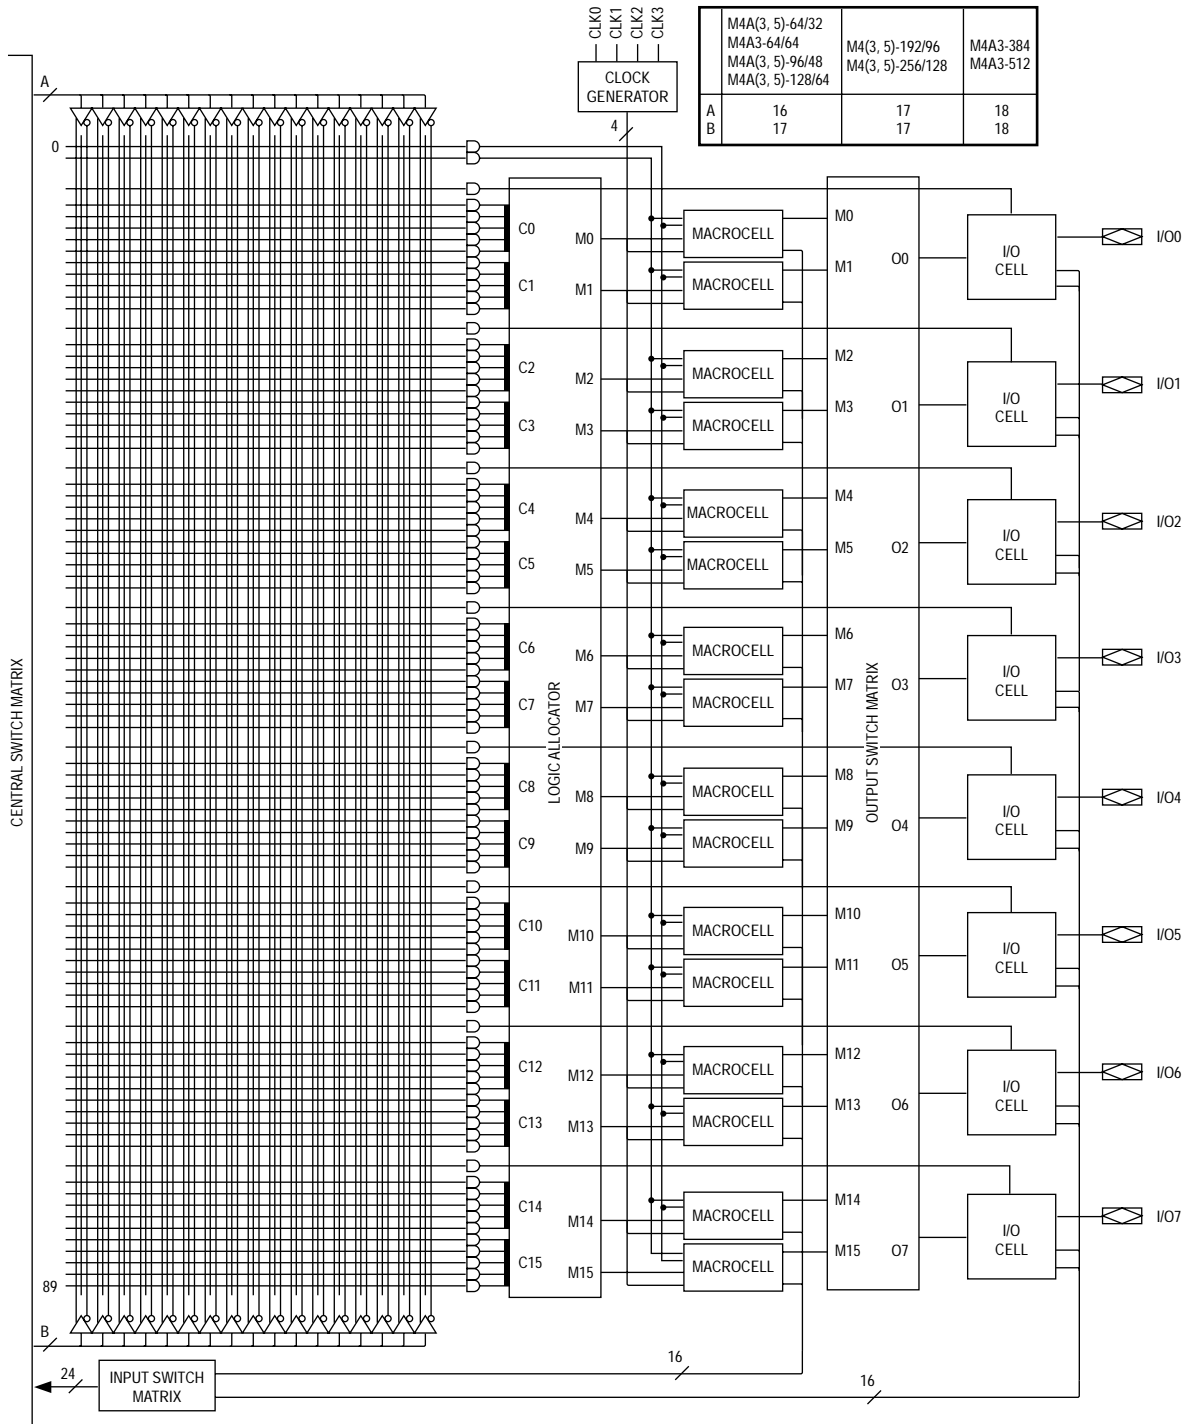 CLK0
CLK1
CLK2
CLK3
CLOCK
GENERATOR
4
M4A(3, 5)-64/32
M4A3-64/64
M4A(3, 5)-96/48
M4A(3, 5)-128/64
M4(3, 5)-192/96
M4(3, 5)-256/128
M4A3-384
M4A3-512
A 16 17 18
B 17 17 18
CENTRAL SWITCH MATRIX
A
0
LOGIC ALLOCATOR
OUTPUT SWITCH MATRIX
C0 M0 MACROCELL M0
C1 M1 MACROCELL M1
O0
I/O
CELL
I/O0
C2 M2 MACROCELL M2
C3 M3 MACROCELL M3
O1
I/O
CELL
I/O1
C4 M4 MACROCELL M4
C5 M5 MACROCELL M5
O2
I/O
CELL
I/O2
C6 M6 MACROCELL M6
C7 M7 MACROCELL M7
O3
I/O
CELL
I/O3
C8 M8 MACROCELL M8
C9 M9 MACROCELL M9
O4
I/O
CELL
I/O4
C10 M10 MACROCELL M10
C11 M11 MACROCELL M11
O5
I/O
CELL
I/O5
C12 M12 MACROCELL M12
C13 M13 MACROCELL M13
O6
I/O
CELL
I/O6
C14 M14 MACROCELL M14
C15 M15 MACROCELL M15
O7
I/O
CELL
I/O7
89
B
24
INPUT SWITCH
MATRIX
16
16